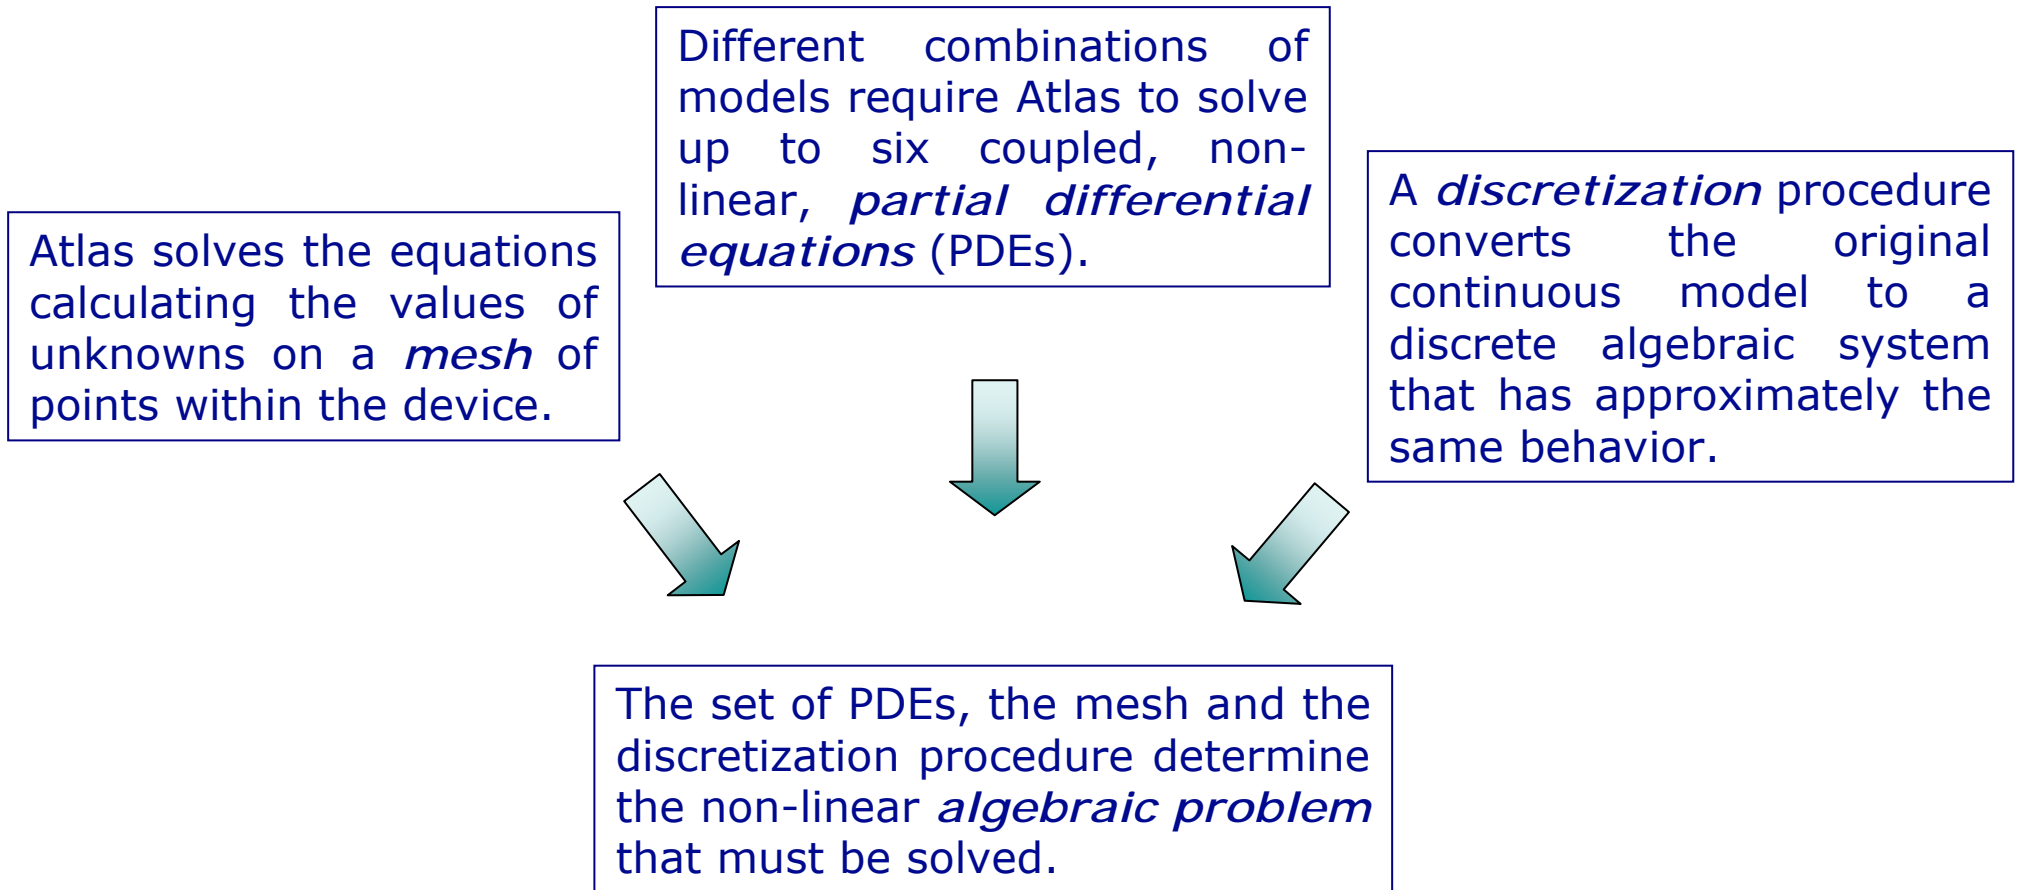 Different combinations of
models require Atlas to solve
up to six coupled, non-
linear, partial differential
equations (PDEs).
Atlas solves the equations
calculating the values of
unknowns on a mesh of
points within the device.
A discretization procedure
converts the original
continuous model to a
discrete algebraic system
that has approximately the
same behavior.
The set of PDEs, the mesh and the
discretization procedure determine
the non-linear algebraic problem
that must be solved.